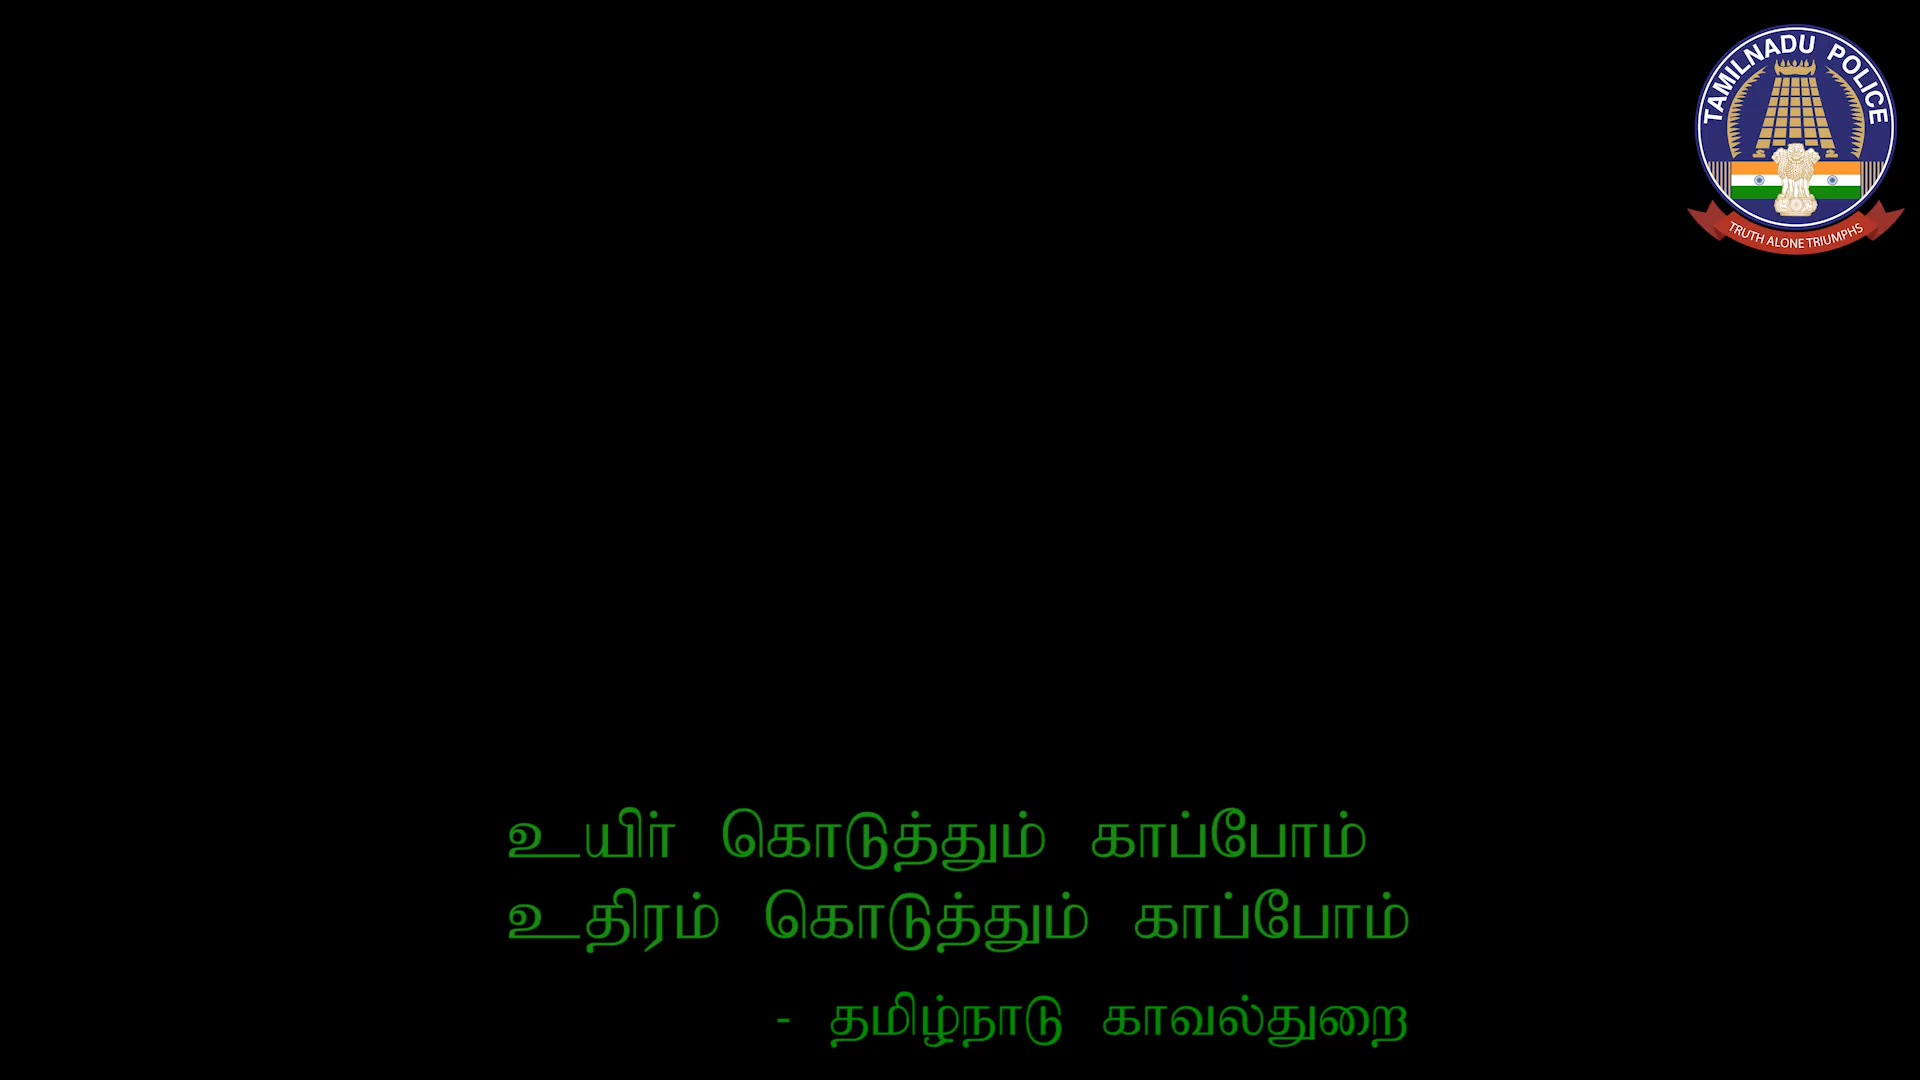 TAMILNADU POLICE
TRUTH ALONE TRIUMPHS
உயிர் கொடுத்தும் காப்போம்
உதிரம் கொடுத்தும் காப்போம்
- தமிழ்நாடு காவல்துறை